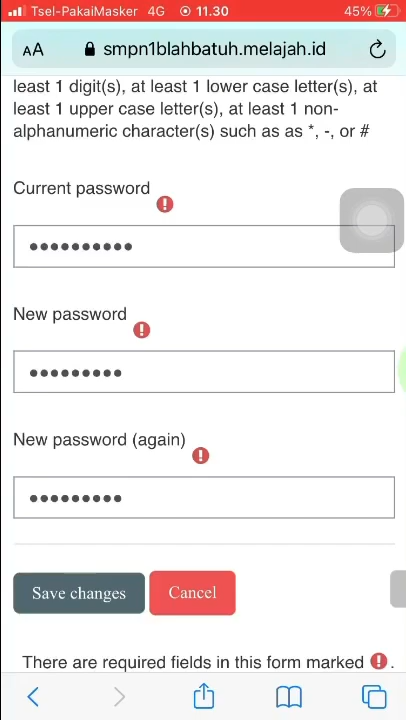 Tsel-PakaiMasker 4G 11.30 45%
AA smpn1blahbatuh.melajah.id
least 1 digit(s), at least 1 lower case letter(s), at
least 1 upper case letter(s), at least 1 non-
alphanumeric character(s) such as as *, -, or #
Current password
••••••••••
New password
•••••••••
New password (again)
•••••••••
Save changes Cancel
There are required fields in this form marked .